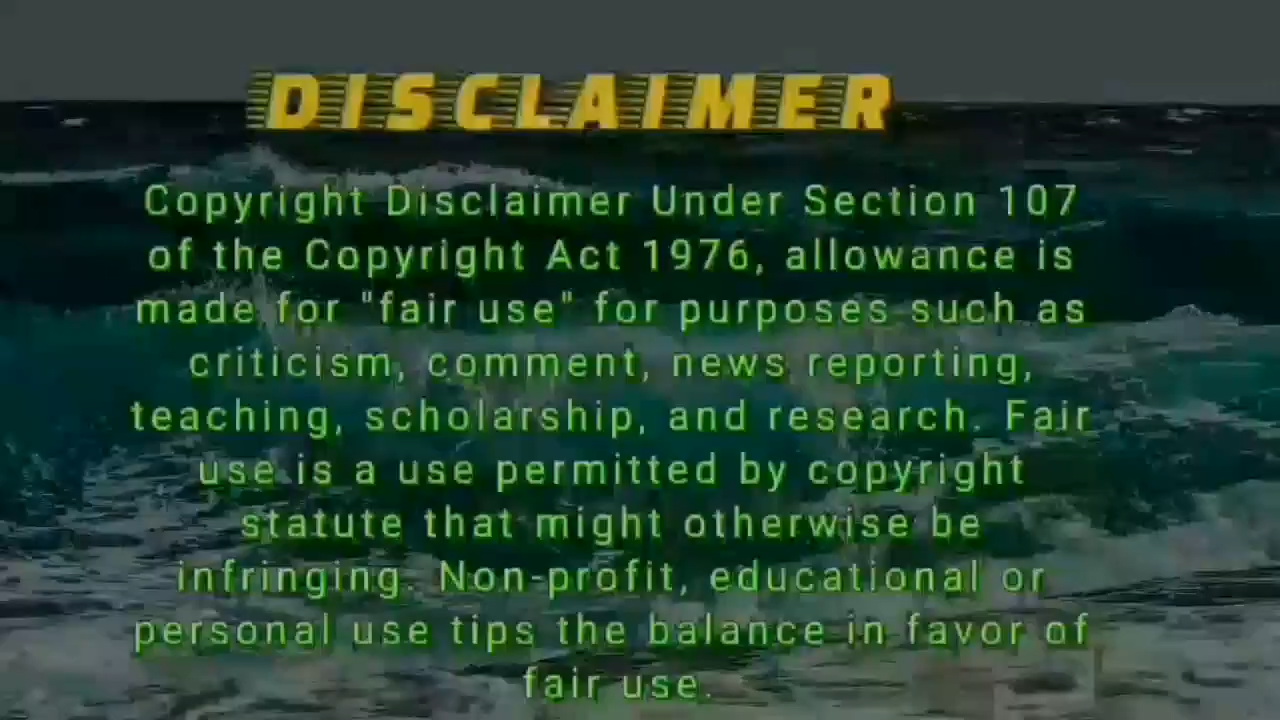 DISCLAIMER
Copyright Disclaimer Under Section 107
of the Copyright Act 1976, allowance is
made for "fair use" for purposes such as
criticism, comment, news reporting,
teaching, scholarship, and research. Fair
use is a use permitted by copyright
statute that might otherwise be
infringing. Non-profit, educational or
personal use tips the balance in favor of
fair use.